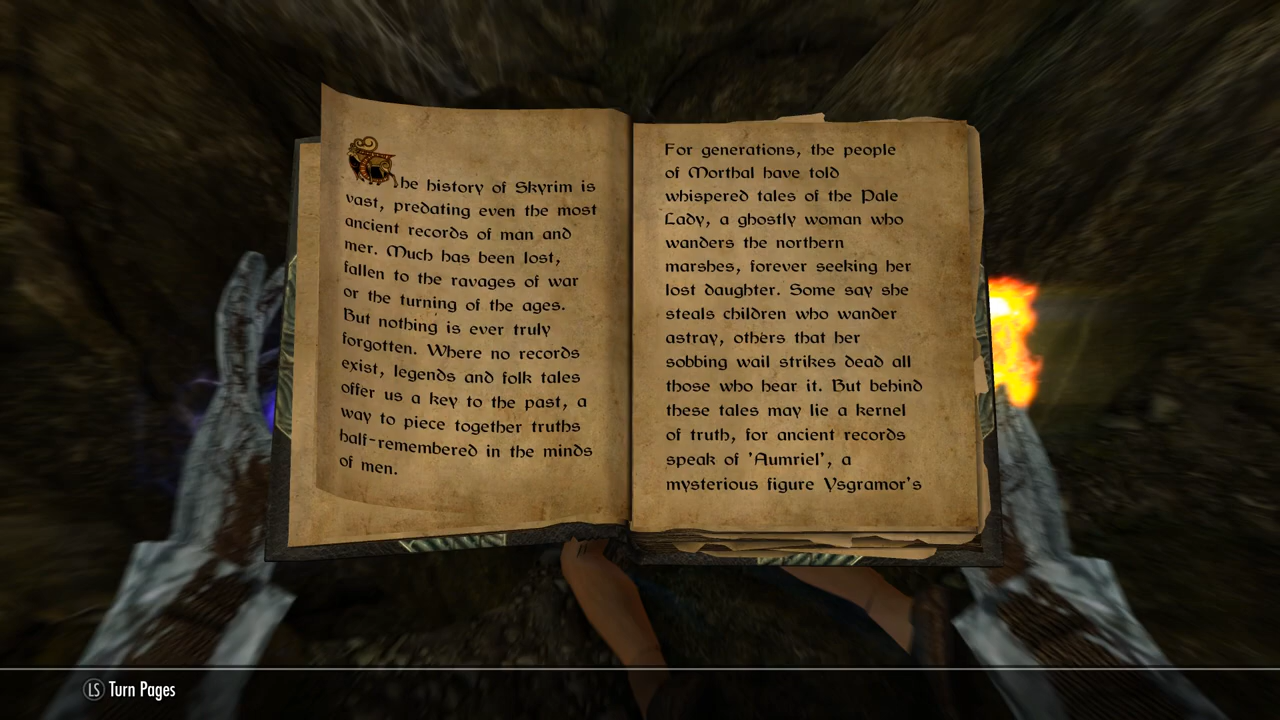 The history of Skyrim is
vast, predating even the most
ancient records of man and
mer. Much has been lost,
fallen to the ravages of war
or the turning of the ages.
But nothing is ever truly
forgotten. Where no records
exist, legends and folk tales
offer us a key to the past, a
way to piece together truths
half-remembered in the minds
of men.
For generations, the people
of Morthal have told
whispered tales of the Pale
Lady, a ghostly woman who
wanders the northern
marshes, forever seeking her
lost daughter. Some say she
steals children who wander
astray, others that her
sobbing wail strikes dead all
those who hear it. But behind
these tales may lie a kernel
of truth, for ancient records
speak of 'Aumriel', a
mysterious figure Ysgramor's
LS Turn Pages